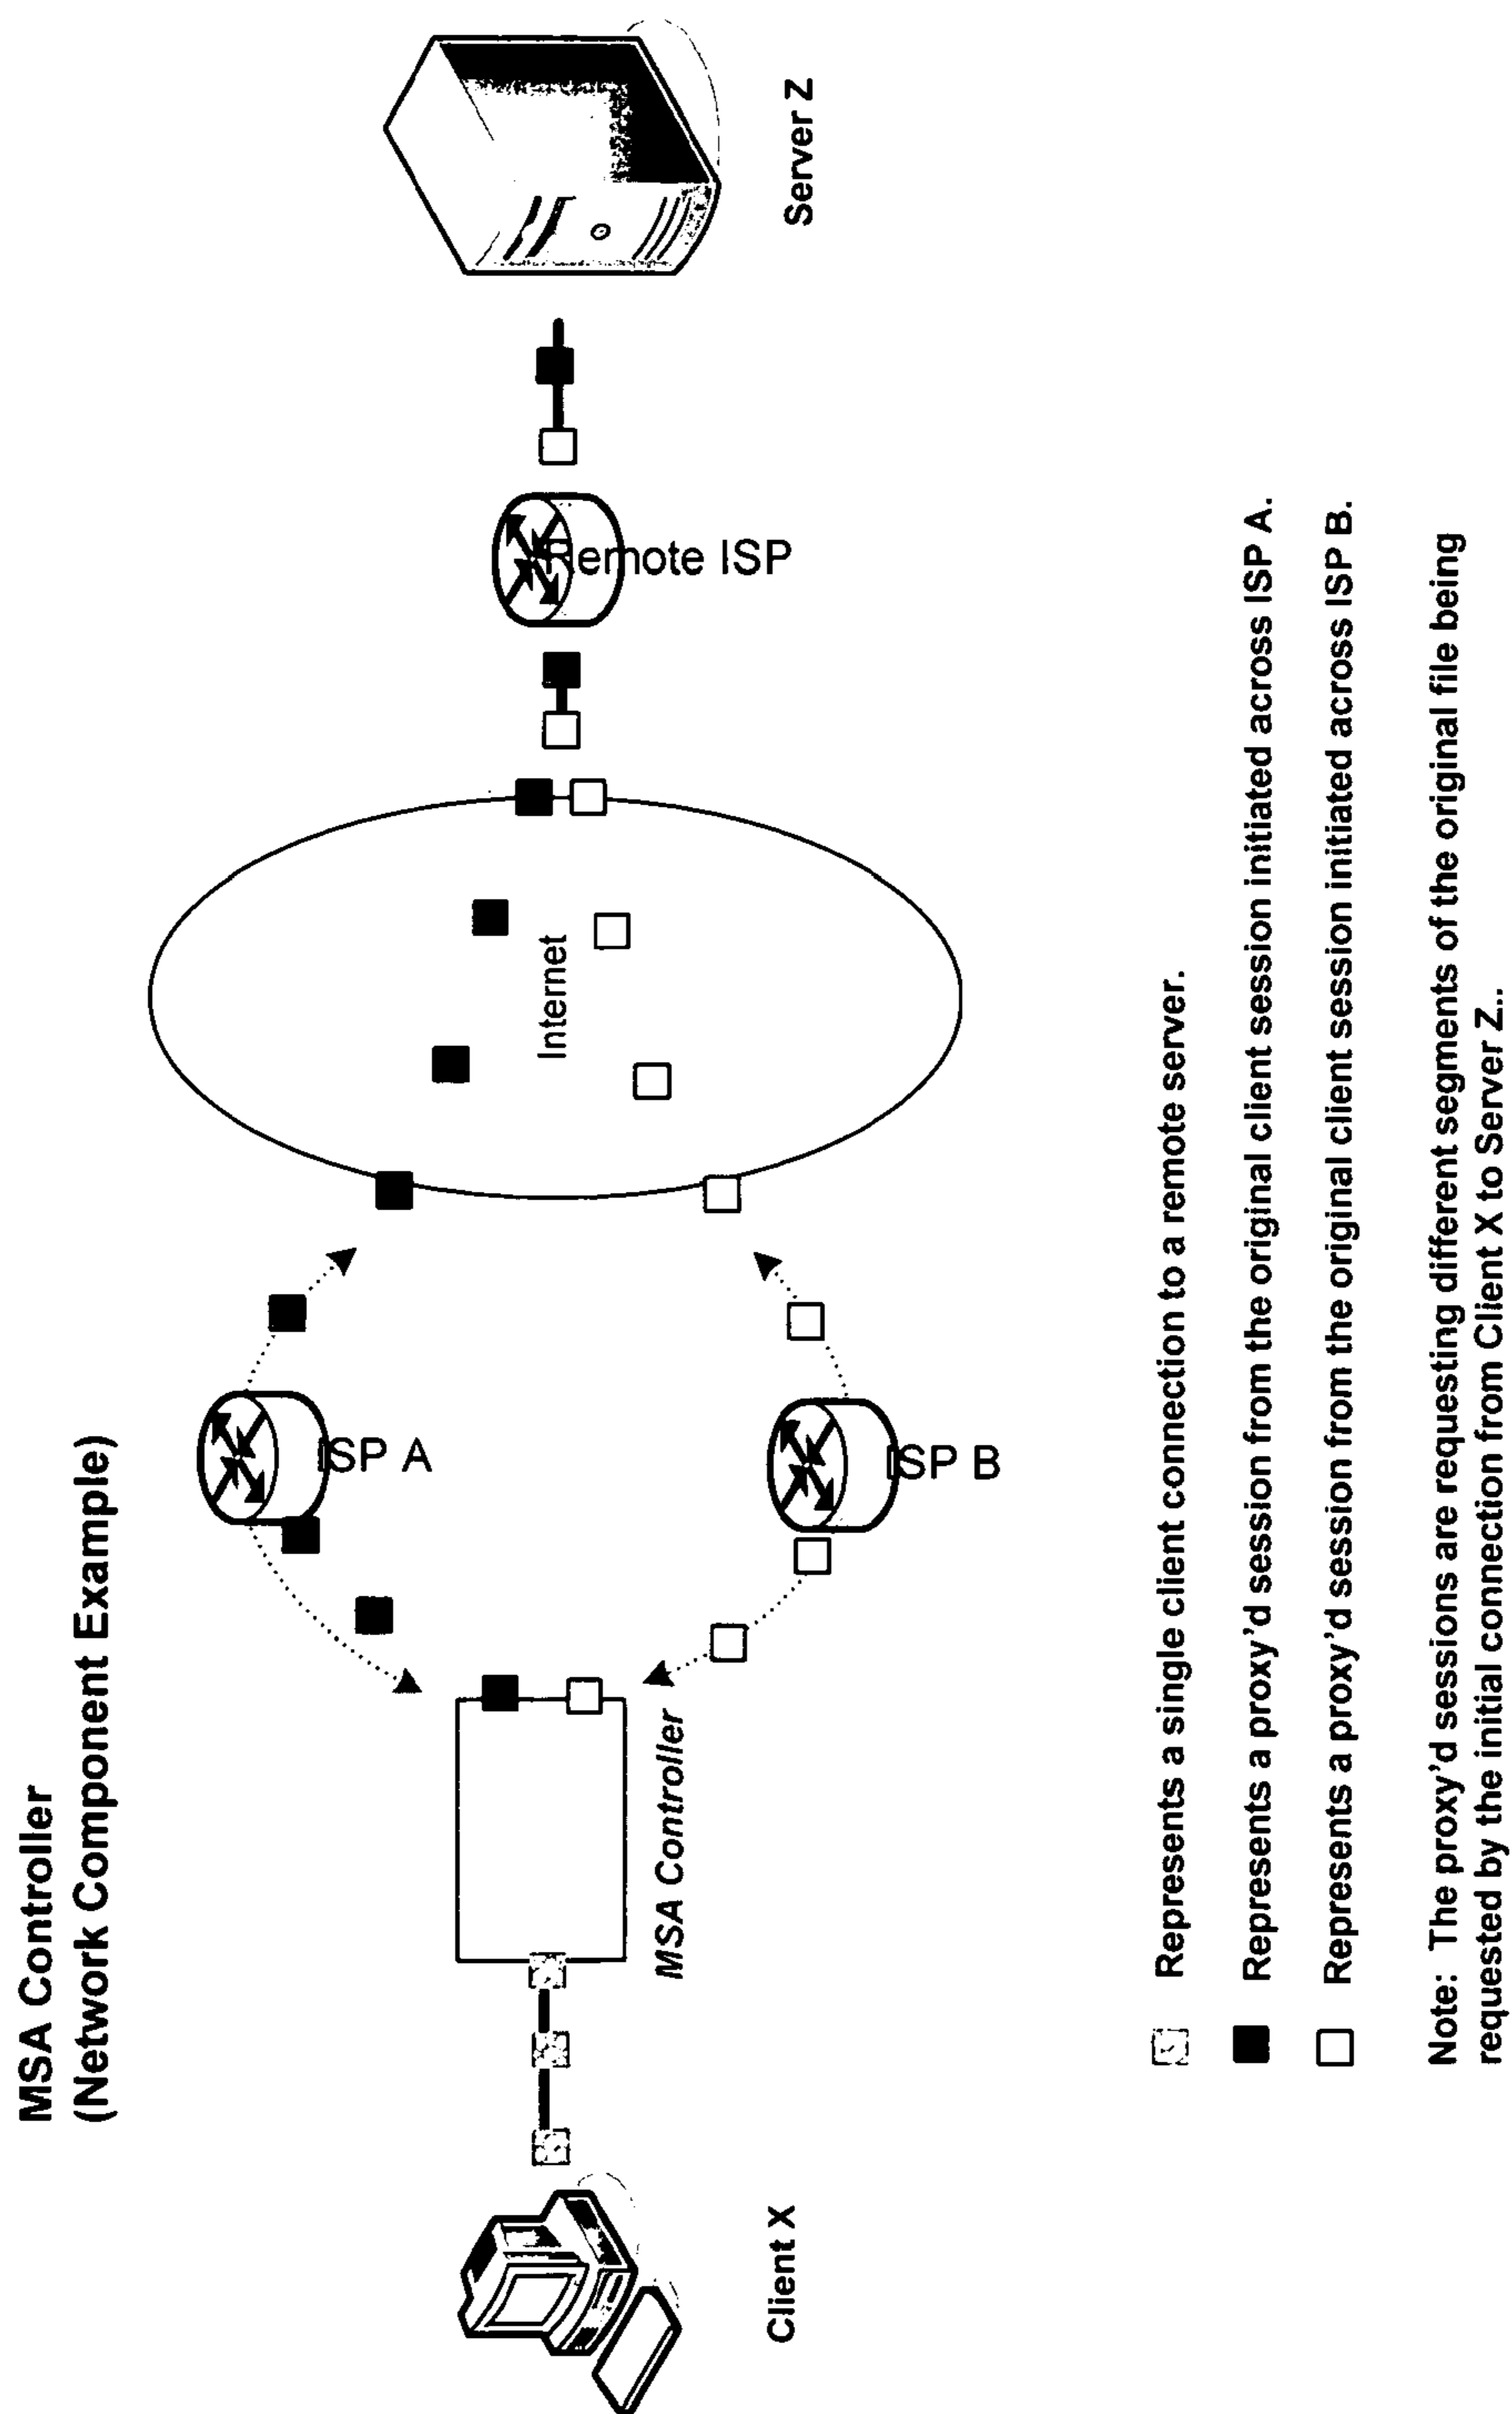 MSA Controller
(Network Component Example)
ISP A
Internet
Remote ISP
Server Z
MSA Controller
Client X
ISP B
Represents a single client connection to a remote server.
Represents a proxy'd session from the original client session initiated across ISP A.
Represents a proxy'd session from the original client session initiated across ISP B.
Note: The proxy'd sessions are requesting different segments of the original file being
requested by the initial connection from Client X to Server Z..